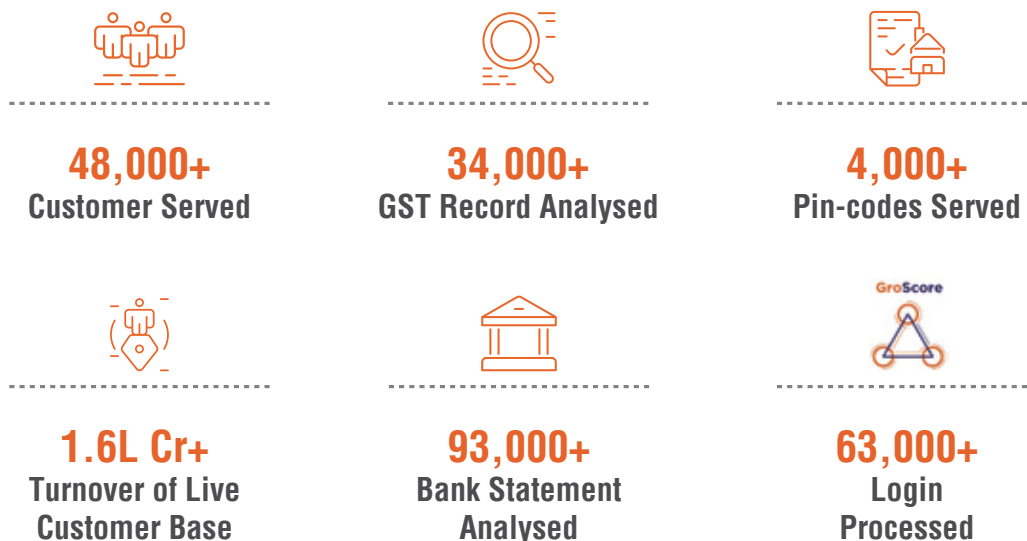 48,000+
Customer Served
34,000+
GST Record Analysed
4,000+
Pin-codes Served
1.6L Cr+
Turnover of Live
Customer Base
93,000+
Bank Statement
Analysed
GroScore
63,000+
Login
Processed